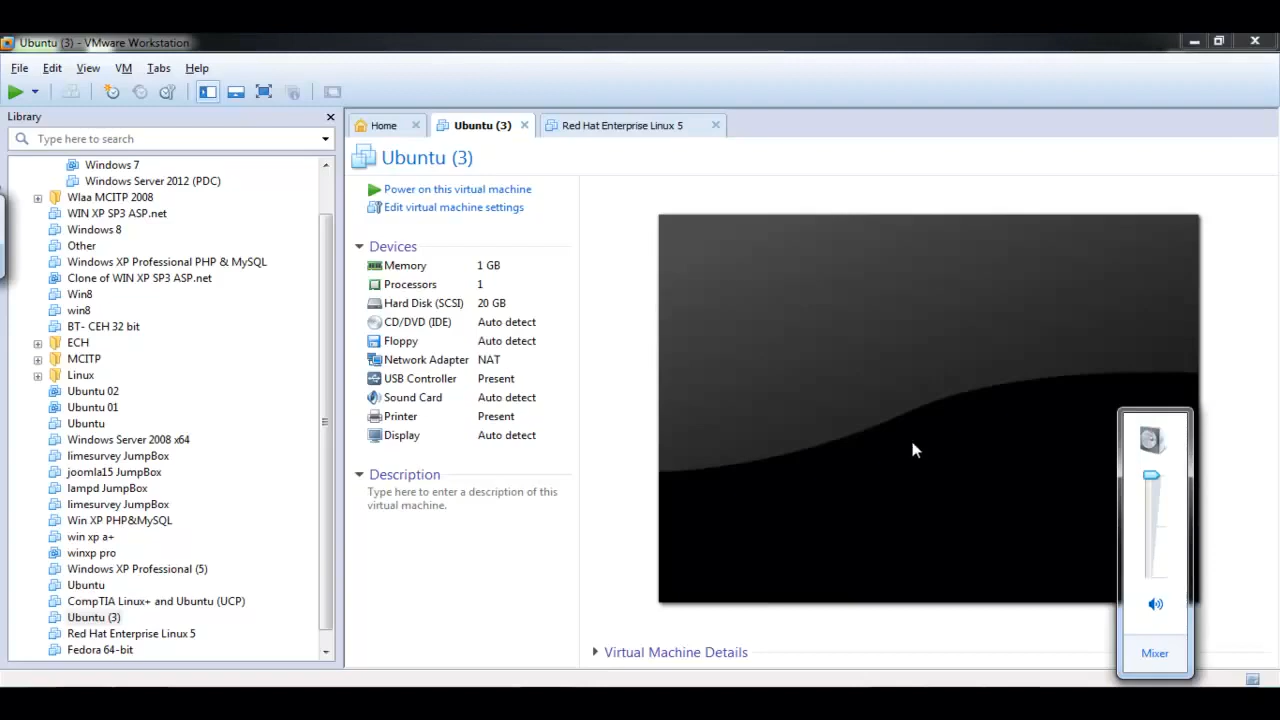 Ubuntu (3) - VMware Workstation
File Edit View VM Tabs Help
Library
Type here to search
Windows 7
Windows Server 2012 (PDC)
Wlaa MCITP 2008
WIN XP SP3 ASP.net
Windows 8
Other
Windows XP Professional PHP & MySQL
Clone of WIN XP SP3 ASP.net
Win8
win8
BT- CEH 32 bit
ECH
MCITP
Linux
Ubuntu 02
Ubuntu 01
Ubuntu
Windows Server 2008 x64
limesurvey JumpBox
joomla15 JumpBox
lampd JumpBox
limesurvey JumpBox
Win XP PHP&MySQL
win xp a+
winxp pro
Windows XP Professional (5)
Ubuntu
CompTIA Linux+ and Ubuntu (UCP)
Ubuntu (3)
Red Hat Enterprise Linux 5
Fedora 64-bit
Home Ubuntu (3) Red Hat Enterprise Linux 5
Ubuntu (3)
Power on this virtual machine
Edit virtual machine settings
Devices
Memory 1 GB
Processors 1
Hard Disk (SCSI) 20 GB
CD/DVD (IDE) Auto detect
Floppy Auto detect
Network Adapter NAT
USB Controller Present
Sound Card Auto detect
Printer Present
Display Auto detect
Description
Type here to enter a description of this
virtual machine.
Virtual Machine Details
Mixer